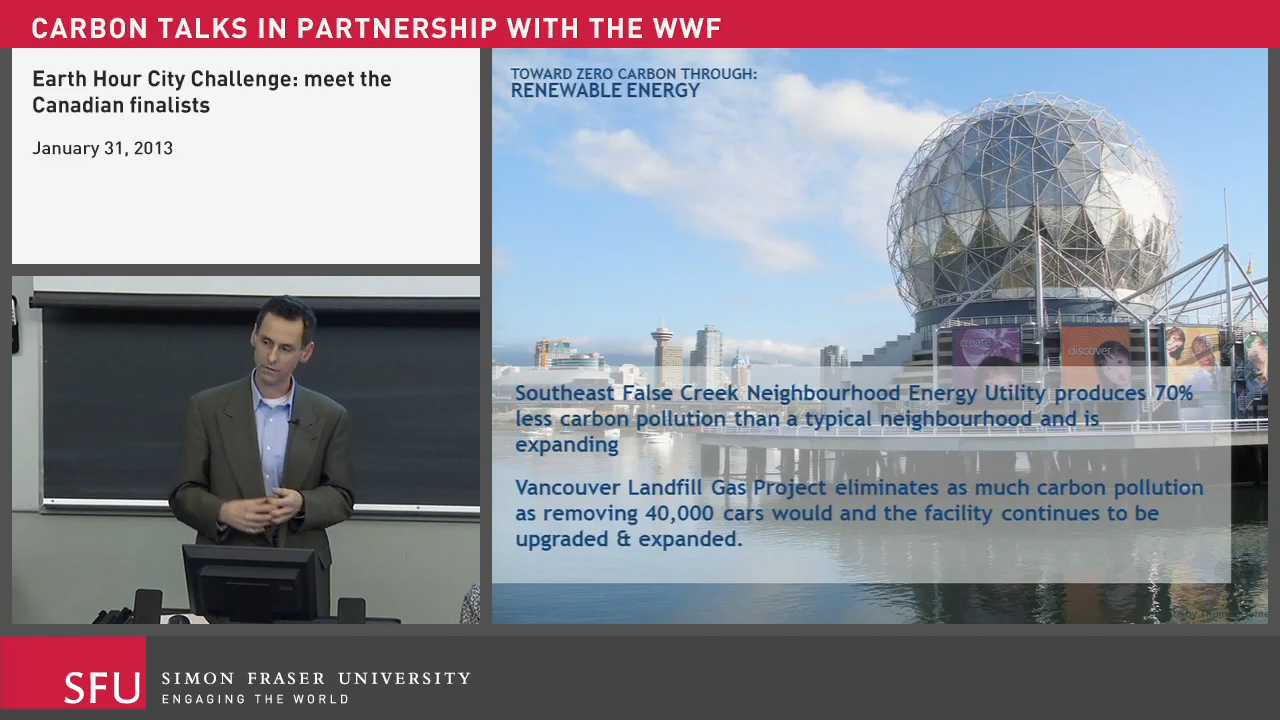 CARBON TALKS IN PARTNERSHIP WITH THE WWF
Earth Hour City Challenge: meet the
Canadian finalists
January 31, 2013
TOWARD ZERO CARBON THROUGH:
RENEWABLE ENERGY
create
discover
Southeast False Creek Neighbourhood Energy Utility produces 70%
less carbon pollution than a typical neighbourhood and is
expanding
Vancouver Landfill Gas Project eliminates as much carbon pollution
as removing 40,000 cars would and the facility continues to be
upgraded & expanded.
SFU
SIMON FRASER UNIVERSITY
ENGAGING THE WORLD